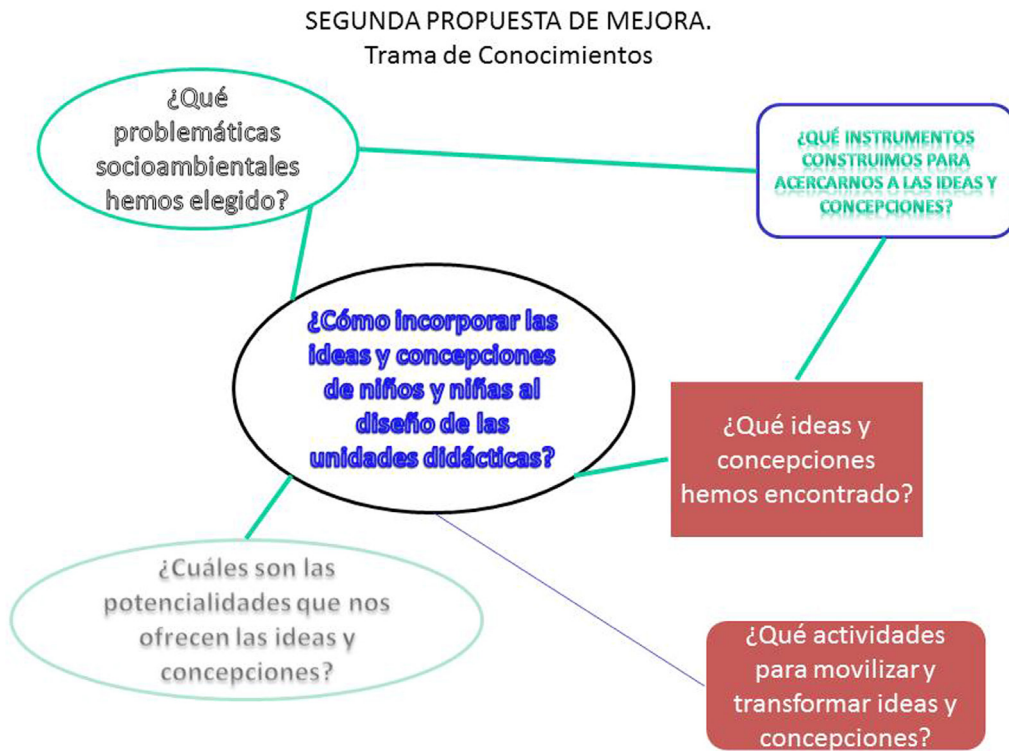 SEGUNDA PROPUESTA DE MEJORA.
Trama de Conocimientos
¿Qué
problemáticas
socioambientales
hemos elegido?
¿QUÉ INSTRUMENTOS
CONSTRUIMOS PARA
ACERCARNOS A LAS IDEAS Y
CONCEPCIONES?
¿Cómo incorporar las
ideas y concepciones
de niños y niñas al
diseño de las
unidades didácticas?
¿Qué ideas y
concepciones
hemos encontrado?
¿Cuáles son las
potencialidades que nos
ofrecen las ideas y
concepciones?
¿Qué actividades
para movilizar y
transformar ideas y
concepciones?